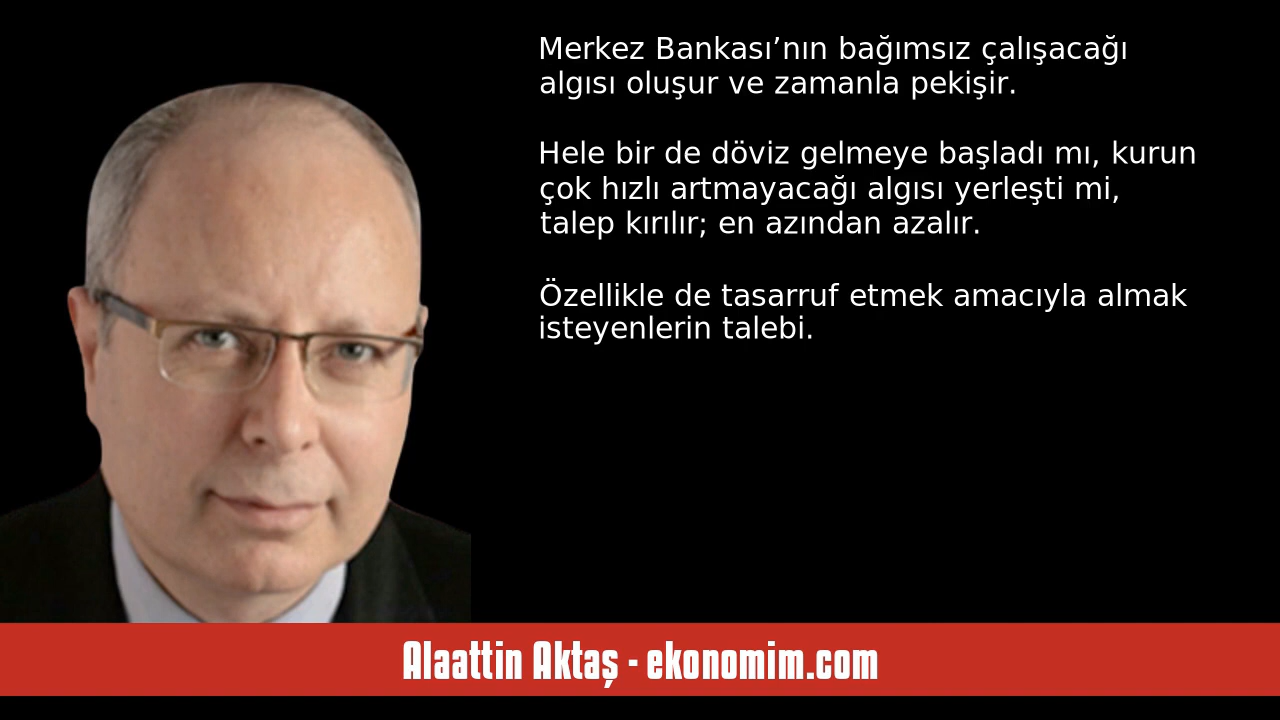 Merkez Bankası’nın bağımsız çalışacağı
algısı oluşur ve zamanla pekişir.
Hele bir de döviz gelmeye başladı mı, kurun
çok hızlı artmayacağı algısı yerleşti mi,
talep kırılır; en azından azalır.
Özellikle de tasarruf etmek amacıyla almak
isteyenlerin talebi.
Alaattin Aktaş - ekonomim.com